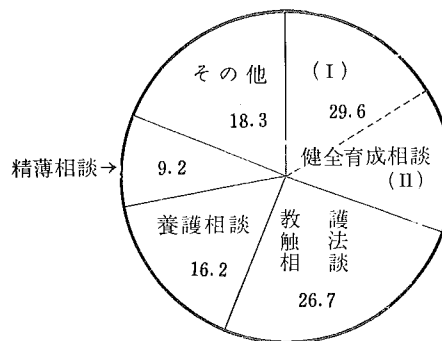 (Ⅰ)
29.6
健全育成相談
(Ⅱ)
教護
触法
相談
26.7
養護相談
16.2
精薄相談→
9.2
その他
18.3